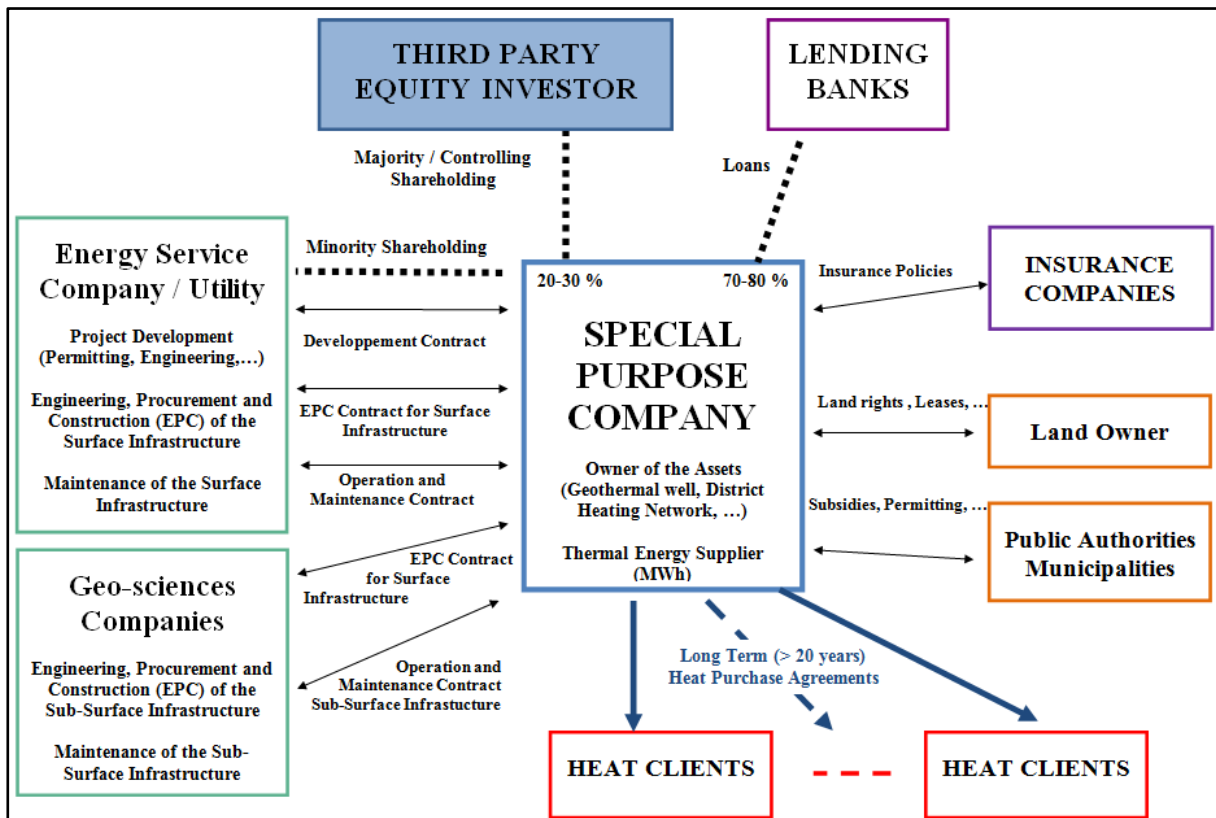 THIRD PARTY
EQUITY INVESTOR
LENDING
BANKS
Majority / Controlling
Shareholding
Loans
Energy Service
Company / Utility
Project Development
(Permitting, Engineering,…)
Engineering, Procurement and
Construction (EPC) of the
Surface Infrastructure
Maintenance of the Surface
Infrastructure
Minority Shareholding
Developpement Contract
EPC Contract for Surface
Infrastructure
Operation and
Maintenance Contract
20-30 %
70-80 %
SPECIAL
PURPOSE
COMPANY
Owner of the Assets
(Geothermal well, District
Heating Network, …)
Thermal Energy Supplier
(MWh)
Insurance Policies
INSURANCE
COMPANIES
Land rights , Leases, …
Land Owner
Subsidies, Permitting, …
Public Authorities
Municipalities
Geo-sciences
Companies
Engineering, Procurement and
Construction (EPC) of the
Sub-Surface Infrastructure
Maintenance of the Sub-
Surface Infrastructure
EPC Contract
for Surface
Infrastructure
Operation and
Maintenance Contract
Sub-Surface Infrastucture
Long Term (> 20 years)
Heat Purchase Agreements
HEAT CLIENTS
HEAT CLIENTS